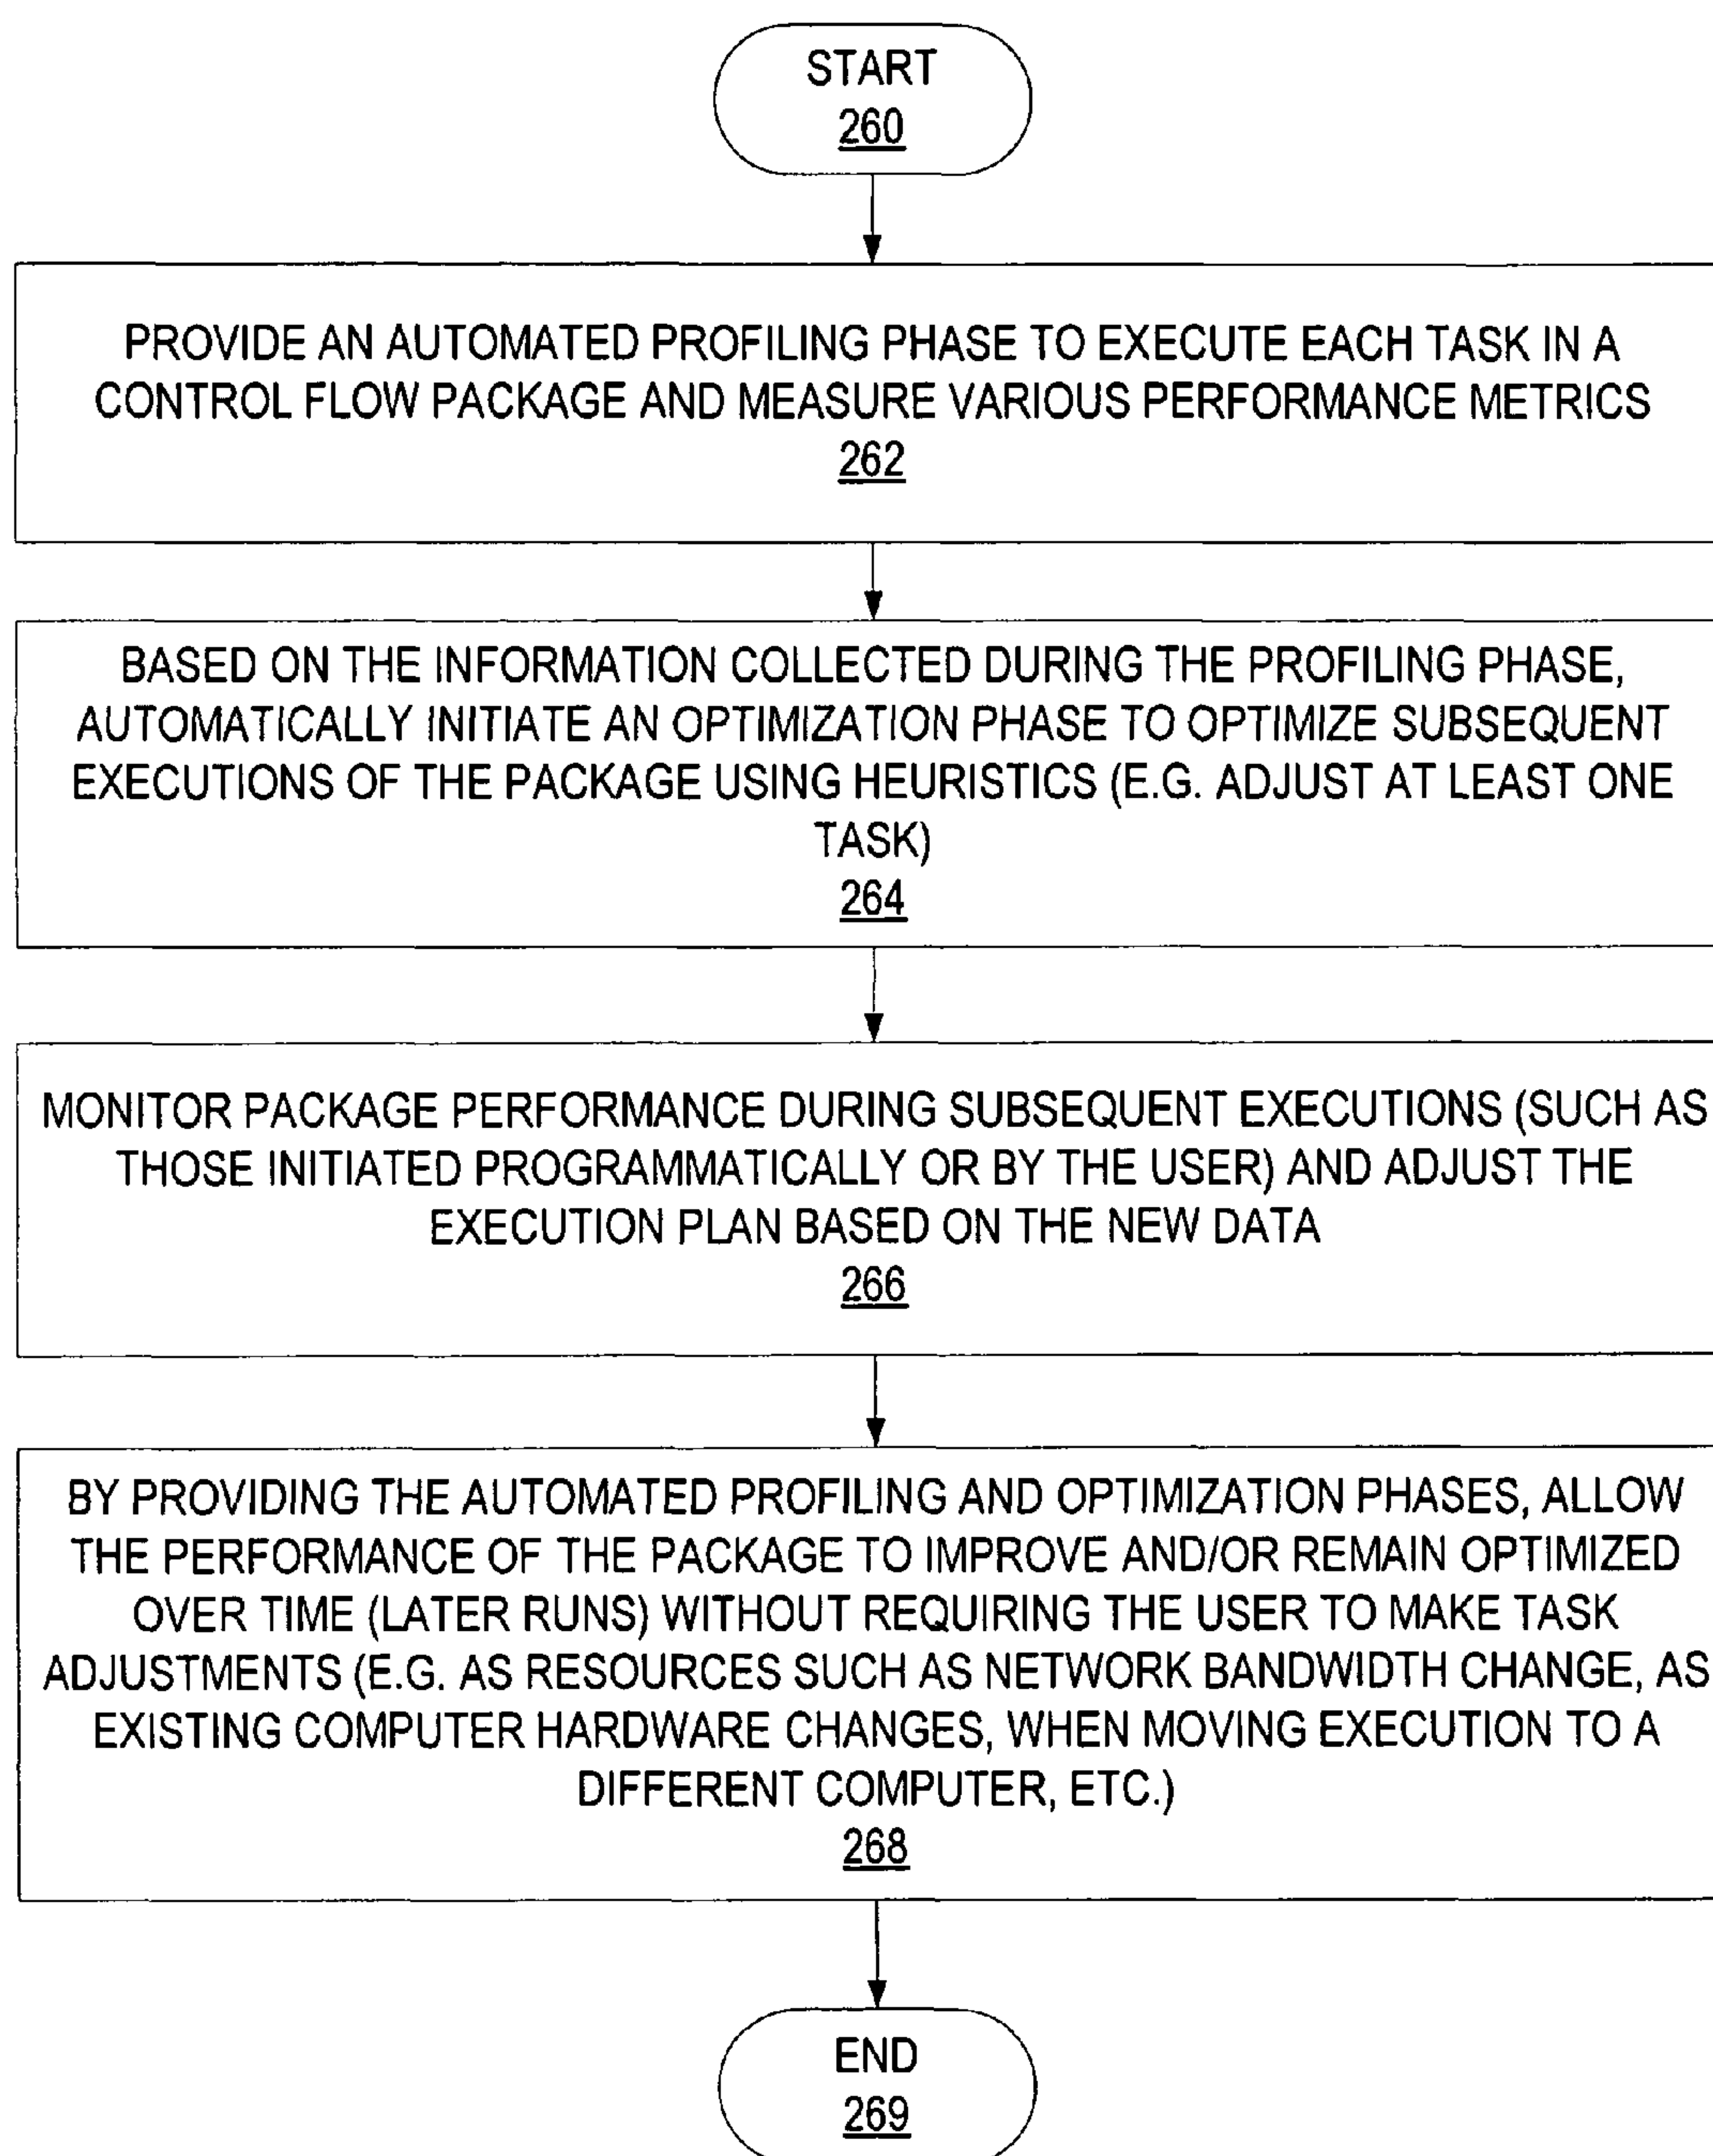 START
260
PROVIDE AN AUTOMATED PROFILING PHASE TO EXECUTE EACH TASK IN A
CONTROL FLOW PACKAGE AND MEASURE VARIOUS PERFORMANCE METRICS
262
BASED ON THE INFORMATION COLLECTED DURING THE PROFILING PHASE,
AUTOMATICALLY INITIATE AN OPTIMIZATION PHASE TO OPTIMIZE SUBSEQUENT
EXECUTIONS OF THE PACKAGE USING HEURISTICS (E.G. ADJUST AT LEAST ONE
TASK)
264
MONITOR PACKAGE PERFORMANCE DURING SUBSEQUENT EXECUTIONS (SUCH AS
THOSE INITIATED PROGRAMMATICALLY OR BY THE USER) AND ADJUST THE
EXECUTION PLAN BASED ON THE NEW DATA
266
BY PROVIDING THE AUTOMATED PROFILING AND OPTIMIZATION PHASES, ALLOW
THE PERFORMANCE OF THE PACKAGE TO IMPROVE AND/OR REMAIN OPTIMIZED
OVER TIME (LATER RUNS) WITHOUT REQUIRING THE USER TO MAKE TASK
ADJUSTMENTS (E.G. AS RESOURCES SUCH AS NETWORK BANDWIDTH CHANGE, AS
EXISTING COMPUTER HARDWARE CHANGES, WHEN MOVING EXECUTION TO A
DIFFERENT COMPUTER, ETC.)
268
END
269